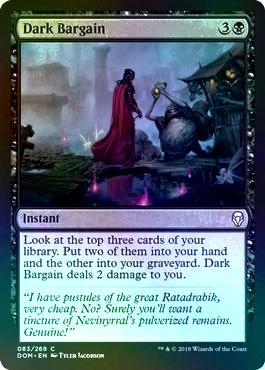 Dark Bargain 3
Instant
Look at the top three cards of your
library. Put two of them into your hand
and the other into your graveyard. Dark
Bargain deals 2 damage to you.
“I have pustules of the great Ratadrabik,
very cheap. No? Surely you’ll want a
tincture of Nevinyrral’s pulverized remains.
Genuine!”
083/269 C
DOM • EN Tyler Jacobson
™ & © 2018 Wizards of the Coast